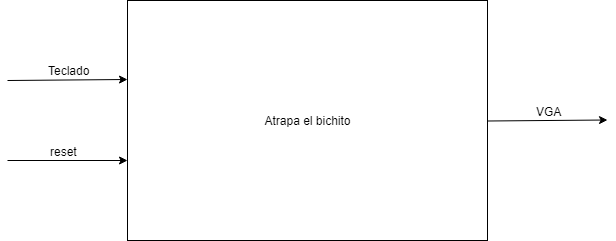 Teclado
VGA
Atrapa el bichito
reset